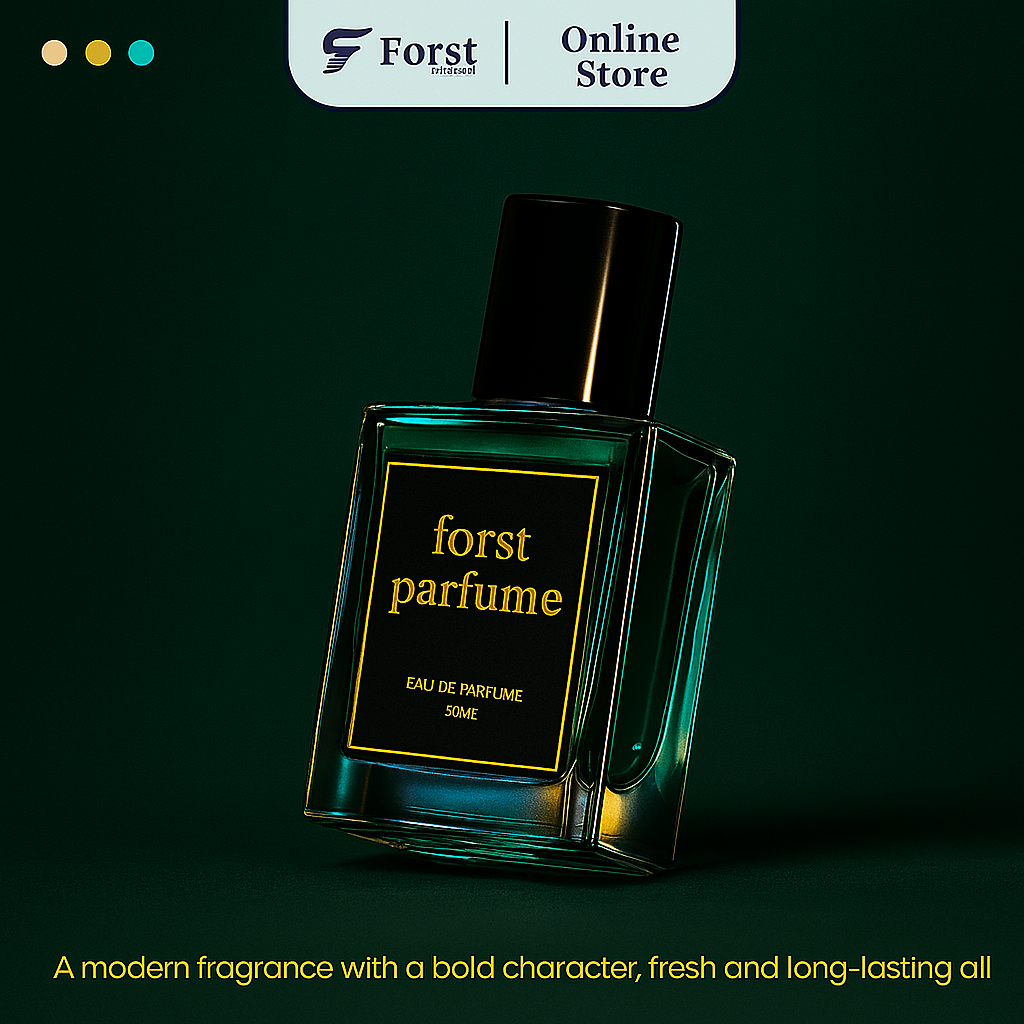 Forst
Online
Store
forst
parfume
EAU DE PARFUME
50ME
A modern fragrance with a bold character, fresh and long-lasting all